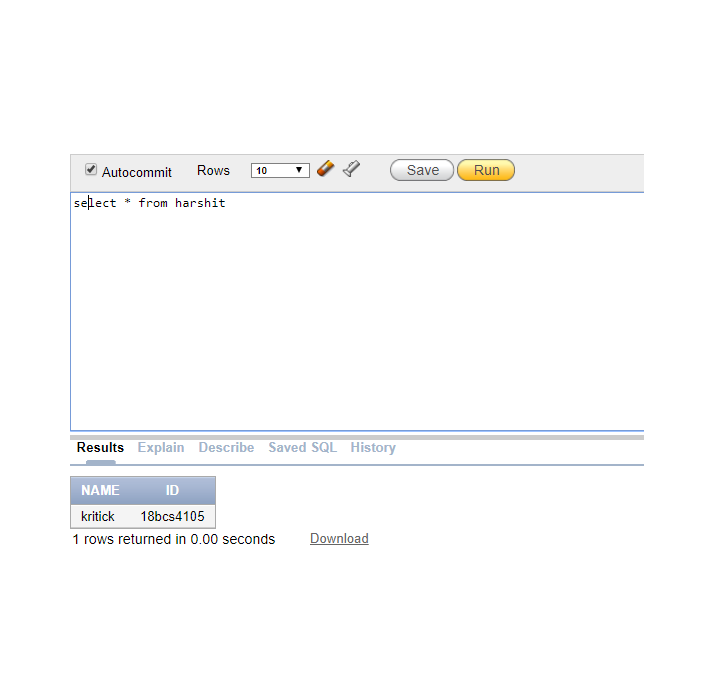 Autocommit Rows 10 Save Run
select * from harshit
Results Explain Describe Saved SQL History
NAME ID
kritick 18bcs4105
1 rows returned in 0.00 seconds Download